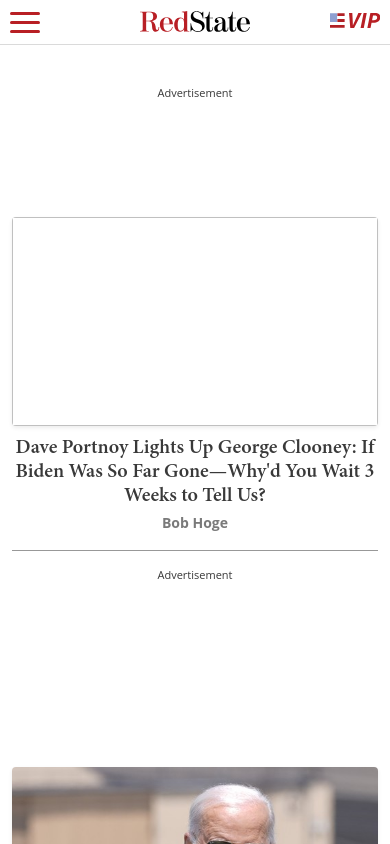 RedState
VIP
Advertisement
Dave Portnoy Lights Up George Clooney: If
Biden Was So Far Gone—Why'd You Wait 3
Weeks to Tell Us?
Bob Hoge
Advertisement